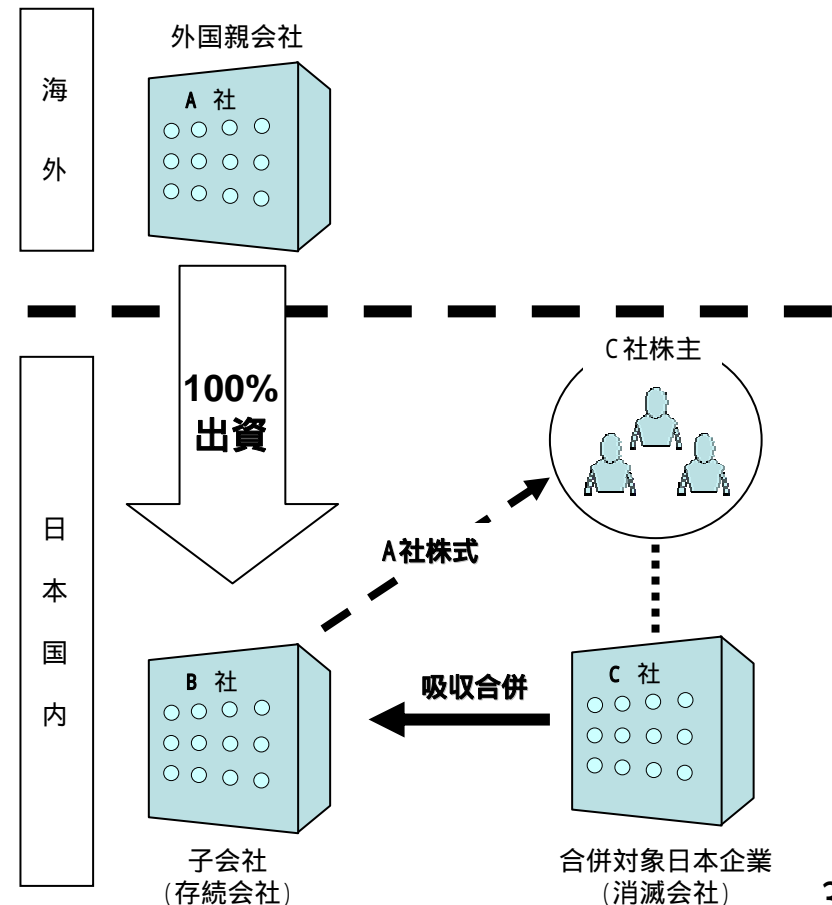 海外
外国親会社
A 社
100%
出資
C社株主
日本国内
A社株式
B 社
吸収合併
C 社
子会社
(存続会社)
合併対象日本企業
(消滅会社)